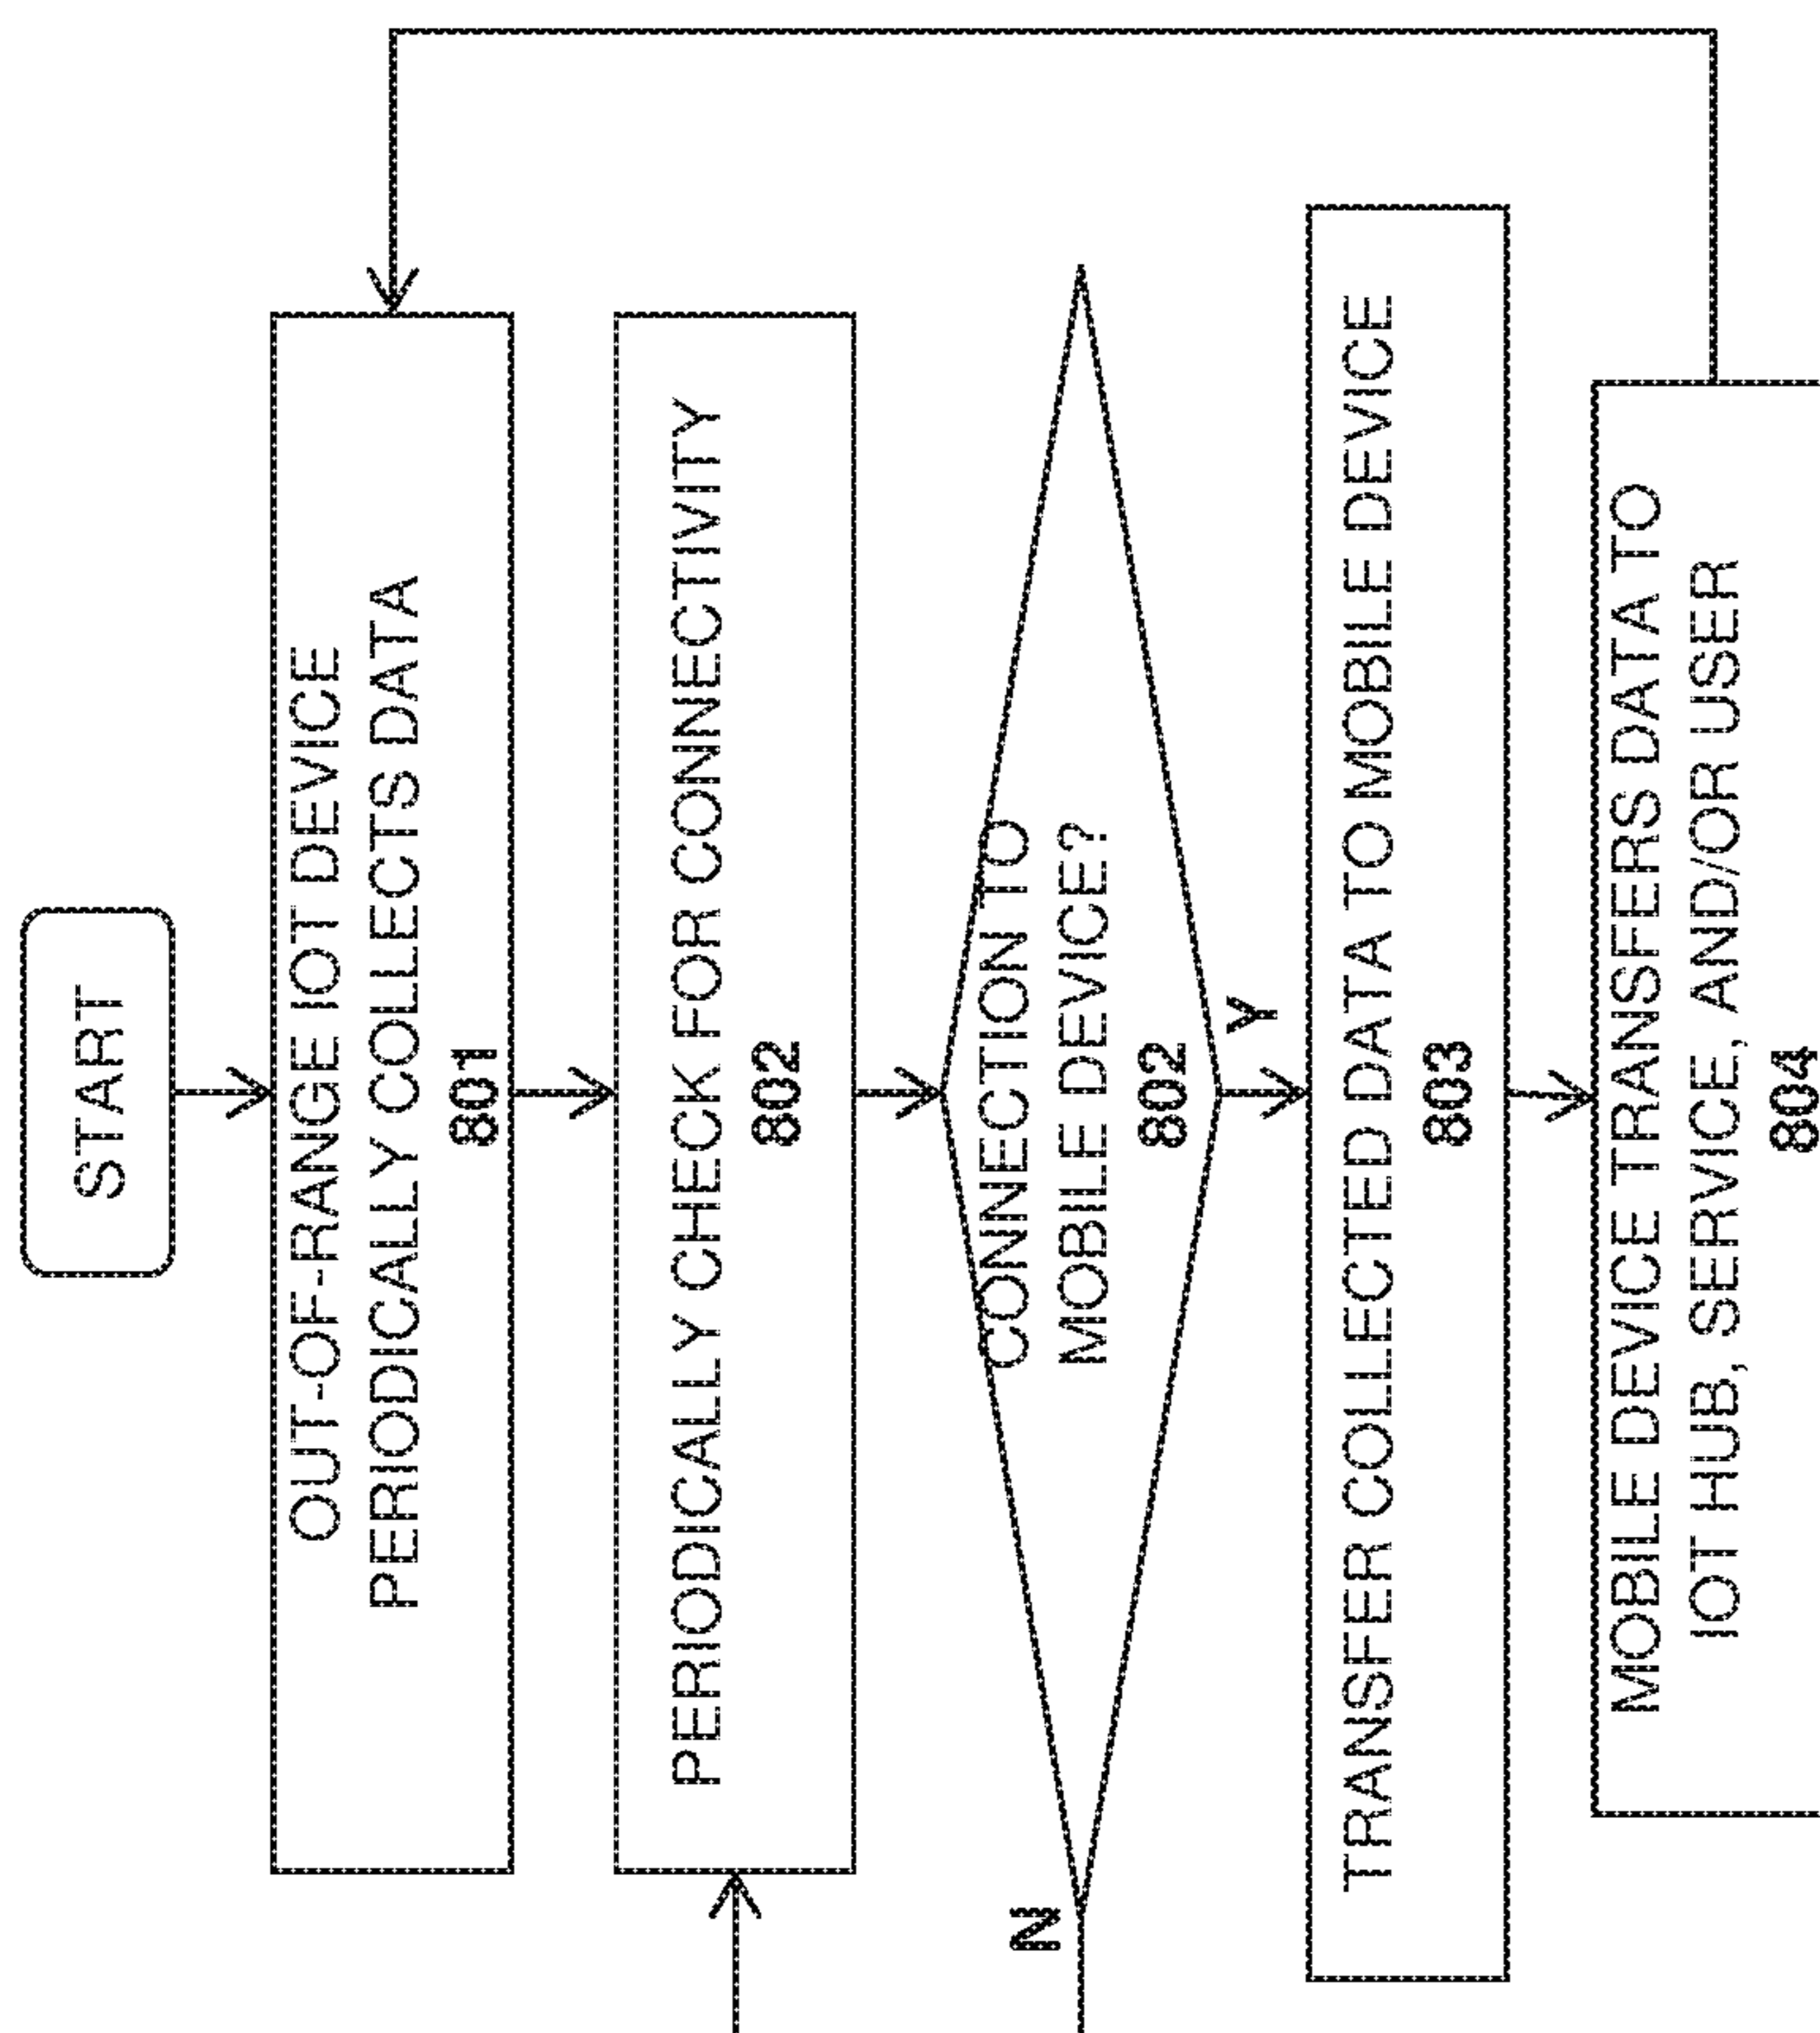 START
OUT-OF-RANGE IOT DEVICE
PERIODICALLY COLLECTS DATA
801
PERIODICALLY CHECK FOR CONNECTIVITY
802
CONNECTION TO
MOBILE DEVICE?
802
N
Y
TRANSFER COLLECTED DATA TO MOBILE DEVICE
803
MOBILE DEVICE TRANSFERS DATA TO
IOT HUB, SERVICE, AND/OR USER
804